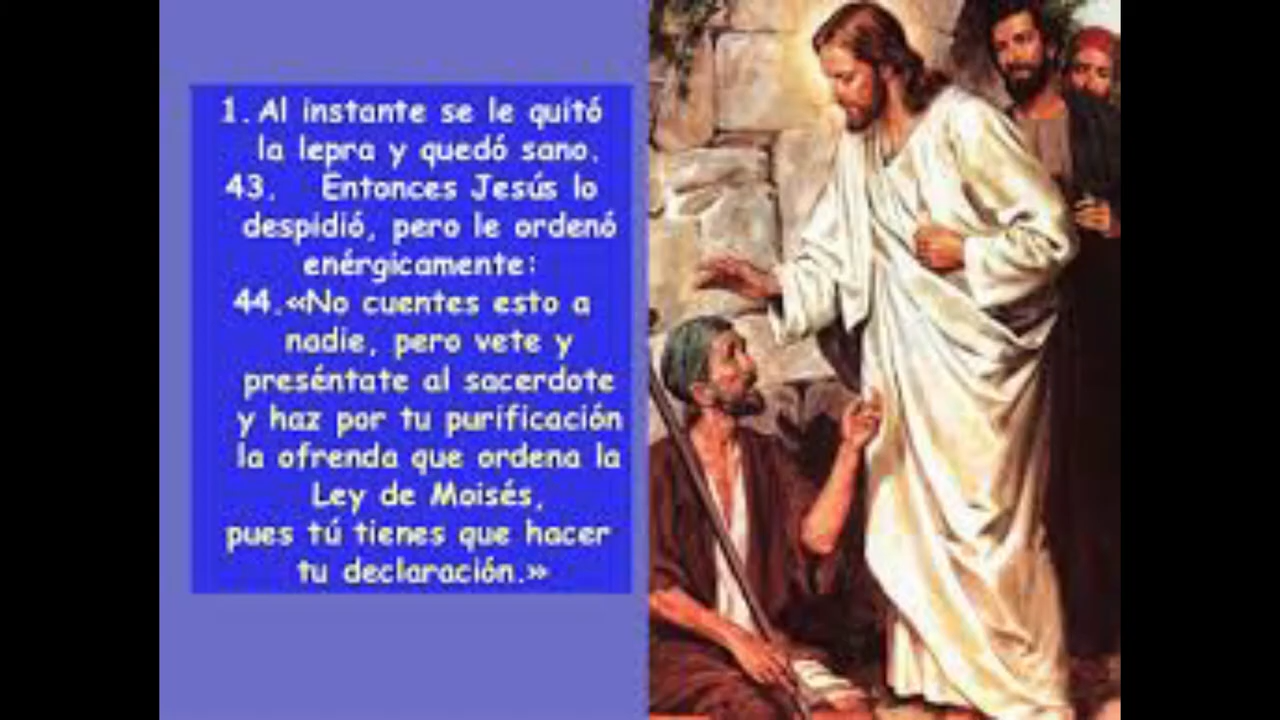 1. Al instante se le quitó
la lepra y quedó sano.
43. Entonces Jesús lo
despidió, pero le ordenó
enérgicamente:
44.«No cuentes esto a
nadie, pero vete y
preséntate al sacerdote
y haz por tu purificación
la ofrenda que ordena la
Ley de Moisés,
pues tú tienes que hacer
tu declaración.»